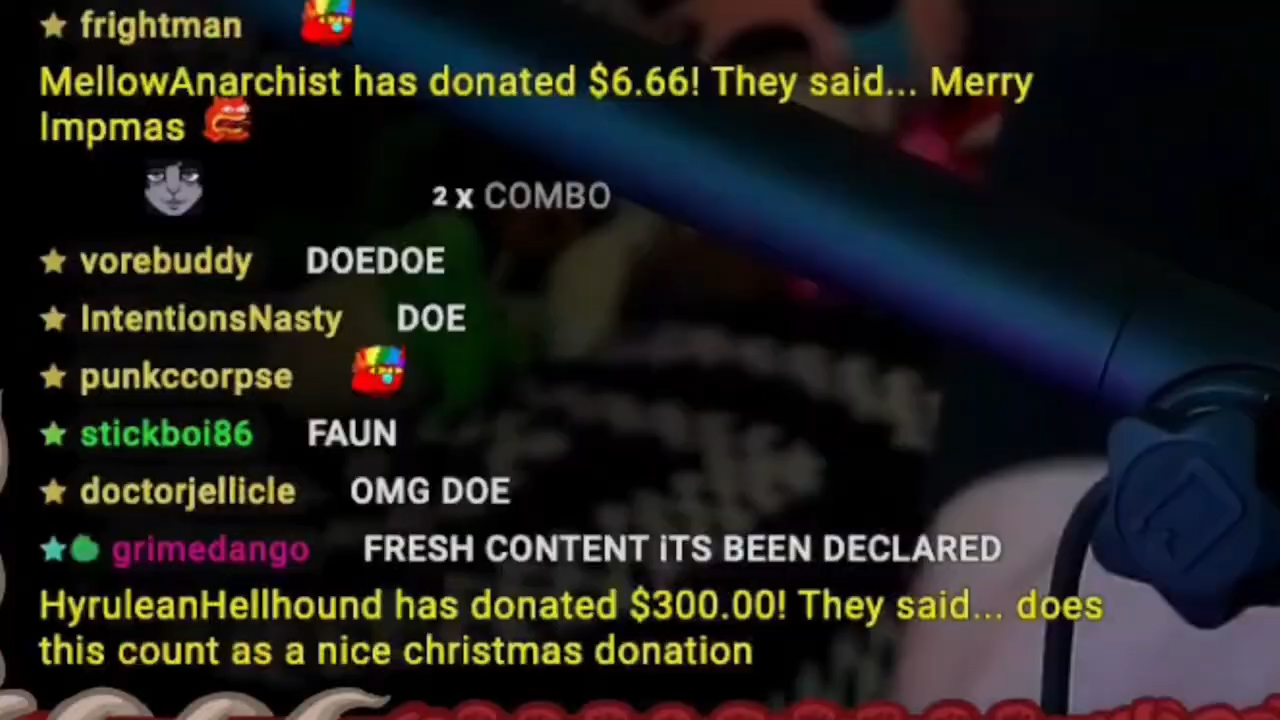 frightman
MellowAnarchist has donated $6.66! They said... Merry
Impmas
2 x COMBO
vorebuddy DOEDOE
IntentionsNasty DOE
punkccorpse
stickboi86 FAUN
doctorjellicle OMG DOE
grimedango FRESH CONTENT iTS BEEN DECLARED
HyruleanHellhound has donated $300.00! They said... does
this count as a nice christmas donation